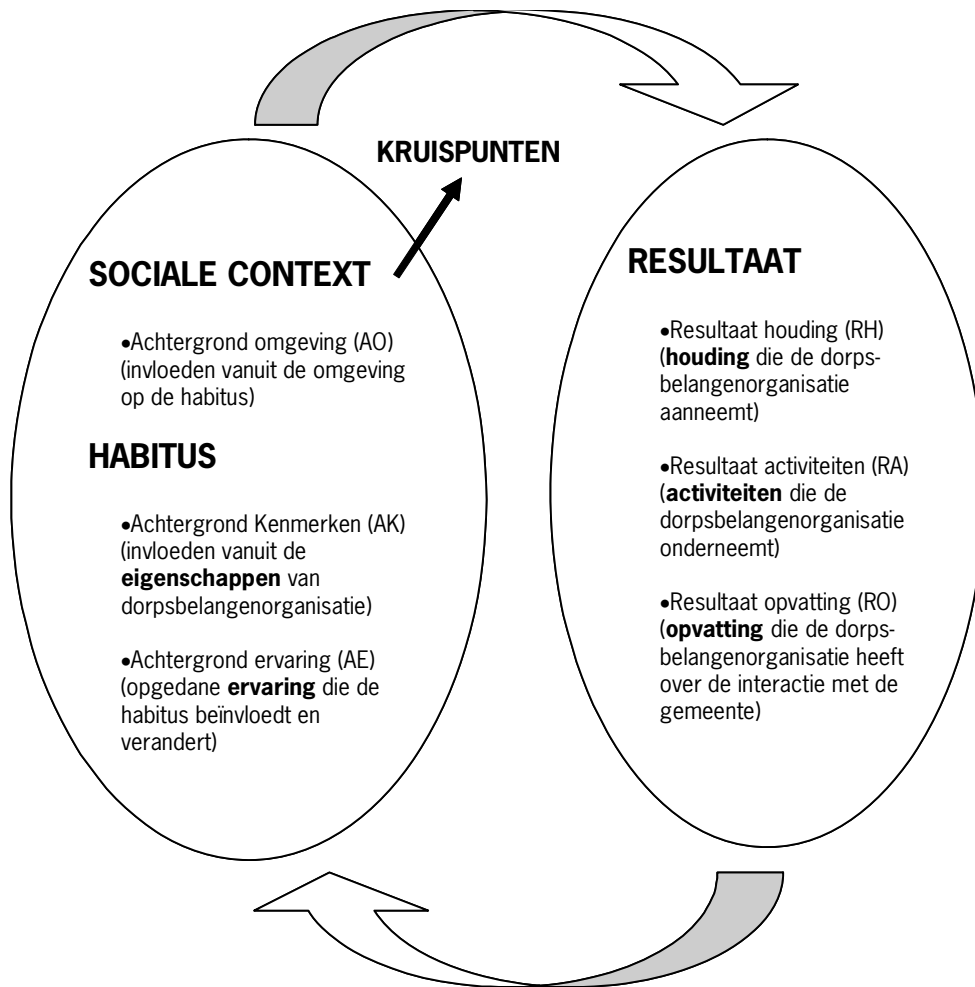 KRUISPUNTEN
SOCIALE CONTEXT
•Achtergrond omgeving (AO)
(invloeden vanuit de omgeving
op de habitus)
HABITUS
•Achtergrond Kenmerken (AK)
(invloeden vanuit de
eigenschappen van
dorpsbelangenorganisatie)
•Achtergrond ervaring (AE)
(opgedane ervaring die de
habitus beïnvloedt en
verandert)
RESULTAAT
•Resultaat houding (RH)
(houding die de dorps-
belangenorganisatie
aanneemt)
•Resultaat activiteiten (RA)
(activiteiten die de
dorpsbelangenorganisatie
onderneemt)
•Resultaat opvatting (RO)
(opvatting die de dorps-
belangenorganisatie heeft
over de interactie met de
gemeente)